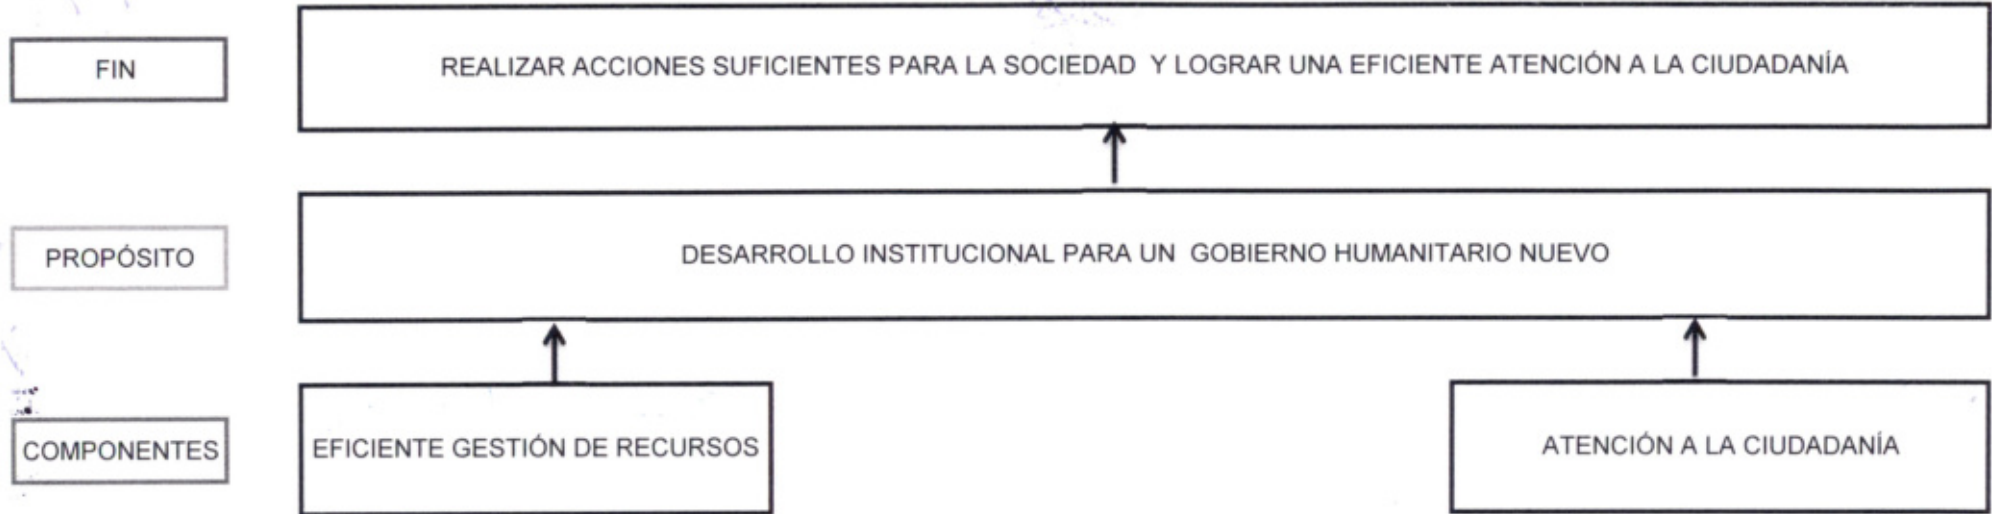 FIN
REALIZAR ACCIONES SUFICIENTES PARA LA SOCIEDAD Y LOGRAR UNA EFICIENTE ATENCIÓN A LA CIUDADANÍA
PROPÓSITO
DESARROLLO INSTITUCIONAL PARA UN GOBIERNO HUMANITARIO NUEVO
COMPONENTES
EFICIENTE GESTIÓN DE RECURSOS
ATENCIÓN A LA CIUDADANÍA